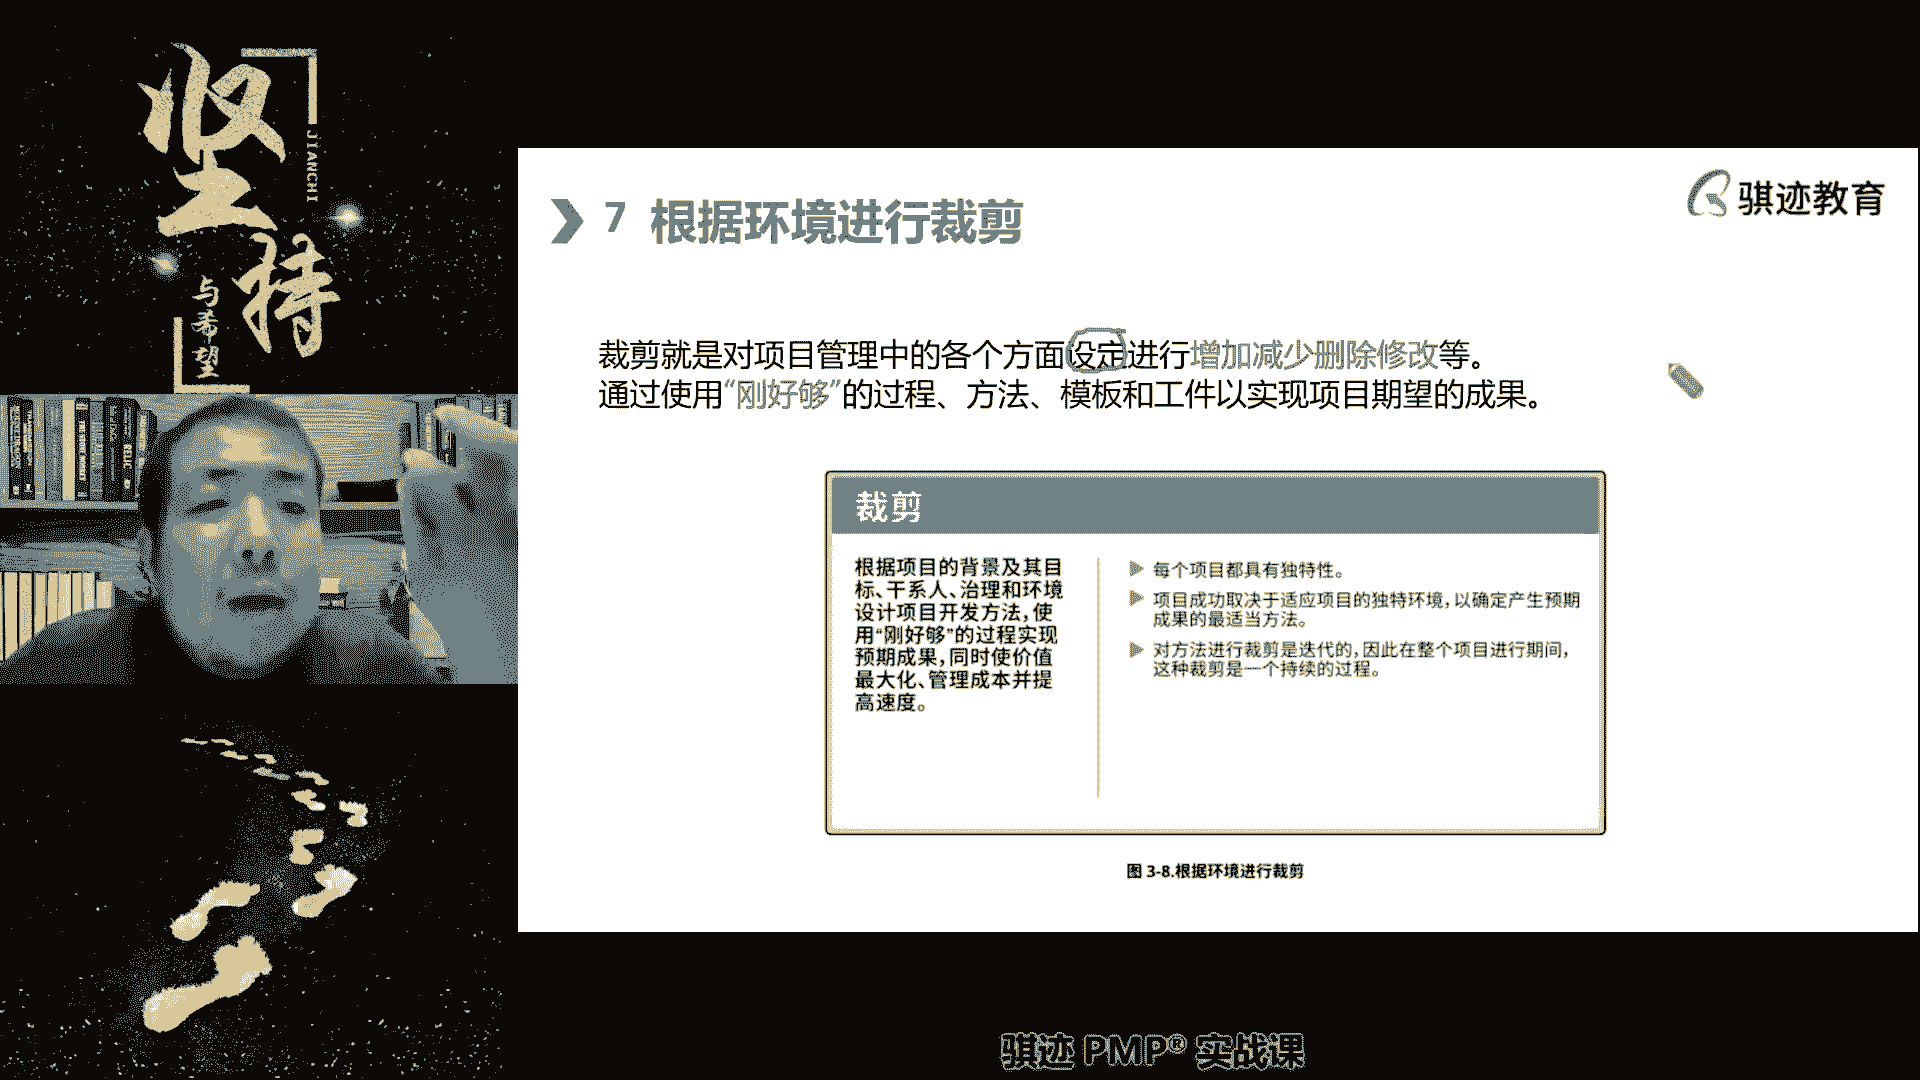 坚持
JIANCHI
与希望
骐迹教育
7 根据环境进行裁剪
裁剪就是对项目管理中的各个方面设定进行增加减少删除修改等。
通过使用“刚好够”的过程、方法、模板和工件以实现项目期望的成果。
裁剪
根据项目的背景及其目
标、干系人、治理和环境
设计项目开发方法，使
用“刚好够”的过程实现
预期成果，同时使价值
最大化、管理成本并提
高速度。
每个项目都具有独特性。
项目成功取决于适应项目的独特环境，以确定产生预期
成果的最适当方法。
对方法进行裁剪是迭代的，因此在整个项目进行期间，
这种裁剪是一个持续的过程。
图 3-8.根据环境进行裁剪
骐迹 PMP® 实战课